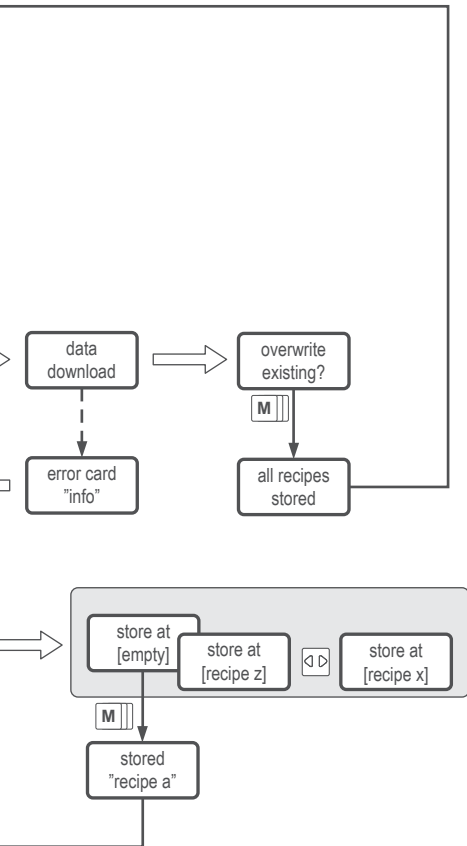 data
download
overwrite
existing?
M
error card
"info"
all recipes
stored
store at
[empty]
store at
[recipe z]
store at
[recipe x]
M
stored
"recipe a"